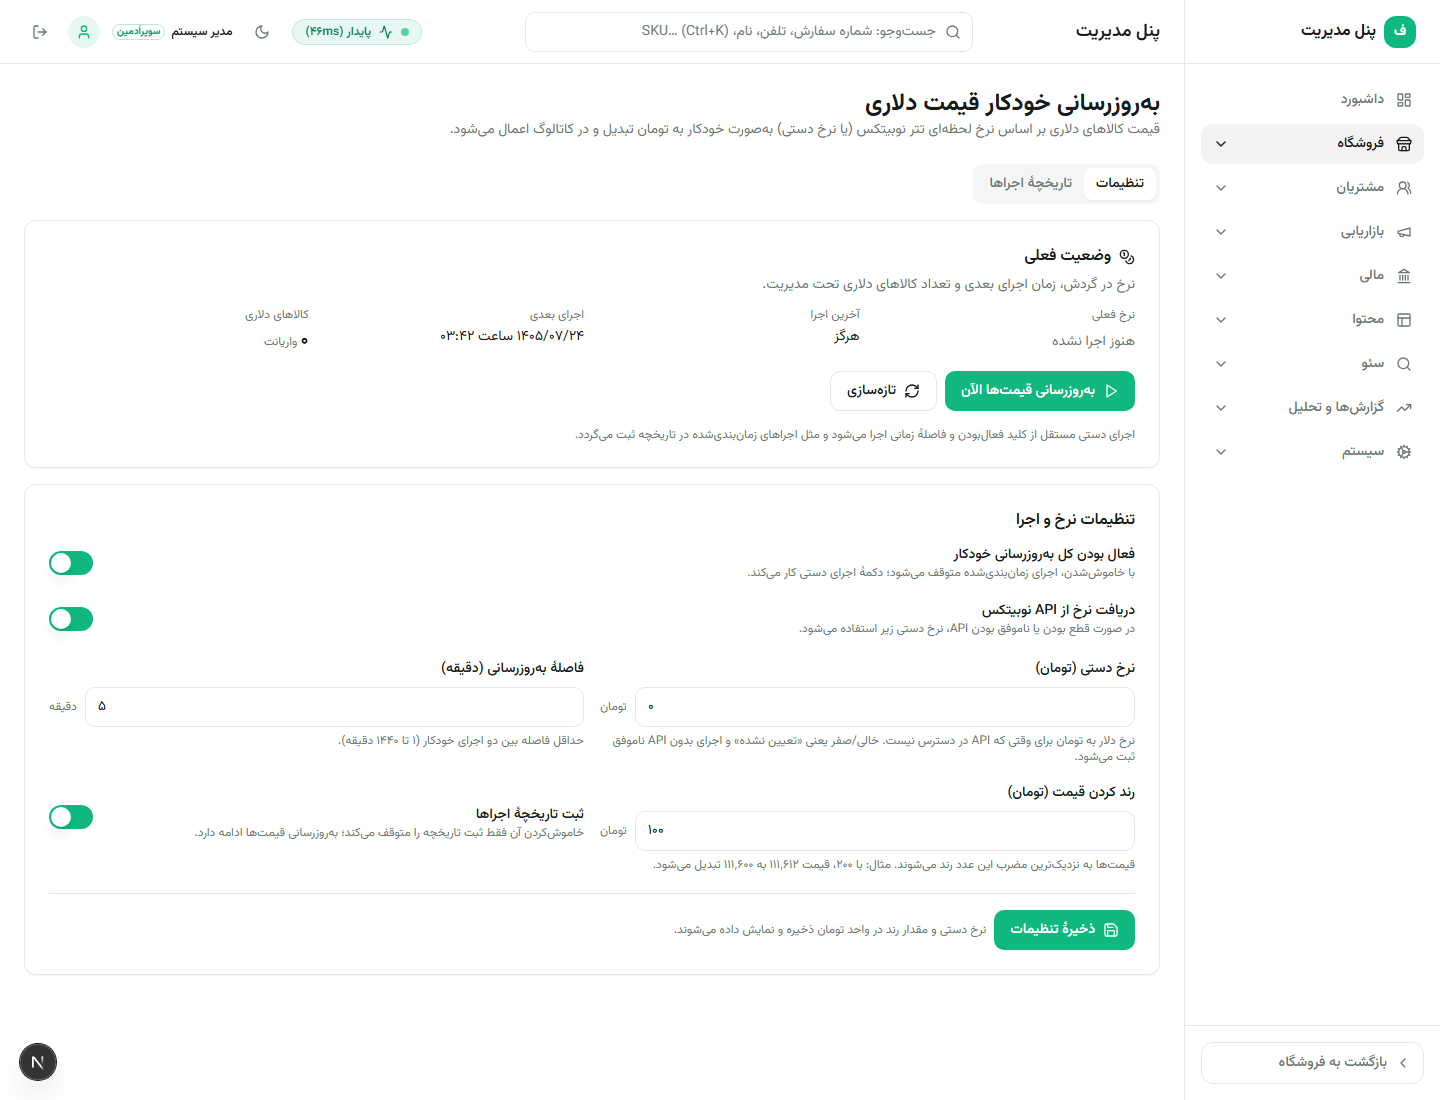 ف
پنل مدیریت
داشبورد
فروشگاه
مشتریان
بازاریابی
مالی
محتوا
سئو
گزارش‌ها و تحلیل
سیستم
بازگشت به فروشگاه
پنل مدیریت
جست‌وجو: شماره سفارش، تلفن، نام، SKU... (Ctrl+K)
پایدار (۴۶ms)
مدیر سیستم
سوپرادمین
به‌روزرسانی خودکار قیمت دلاری
قیمت کالاهای دلاری بر اساس نرخ لحظه‌ای تتر نوبیتکس (یا نرخ دستی) به‌صورت خودکار به تومان تبدیل و در کاتالوگ اعمال می‌شود.
تنظیمات
تاریخچهٔ اجراها
وضعیت فعلی
نرخ در گردش، زمان اجرای بعدی و تعداد کالاهای دلاری تحت مدیریت.
نرخ فعلی
هنوز اجرا نشده
آخرین اجرا
هرگز
اجرای بعدی
۱۴۰۵/۰۷/۲۴ ساعت ۰۳:۴۲
کالاهای دلاری
۰ واریانت
به‌روزرسانی قیمت‌ها الآن
تازه‌سازی
اجرای دستی مستقل از کلید فعال‌بودن و فاصلهٔ زمانی اجرا می‌شود و مثل اجراهای زمان‌بندی‌شده در تاریخچه ثبت می‌گردد.
تنظیمات نرخ و اجرا
فعال بودن کل به‌روزرسانی خودکار
با خاموش‌شدن، اجرای زمان‌بندی‌شده متوقف می‌شود؛ دکمهٔ اجرای دستی کار می‌کند.
دریافت نرخ از API نوبیتکس
در صورت قطع بودن یا ناموفق بودن API، نرخ دستی زیر استفاده می‌شود.
نرخ دستی (تومان)
۰
تومان
نرخ دلار به تومان برای وقتی که API در دسترس نیست. خالی/صفر یعنی «تعیین نشده» و اجرای بدون API ناموفق
ثبت می‌شود.
فاصلهٔ به‌روزرسانی (دقیقه)
۵
دقیقه
حداقل فاصله بین دو اجرای خودکار (۱ تا ۱۴۴۰ دقیقه).
رند کردن قیمت (تومان)
۱۰۰
تومان
قیمت‌ها به نزدیک‌ترین مضرب این عدد رند می‌شوند. مثال: با ۲۰۰، قیمت ۱۱۱,۶۱۲ به ۱۱۱,۶۰۰ تبدیل می‌شود.
ثبت تاریخچهٔ اجراها
خاموش‌کردن آن فقط ثبت تاریخچه را متوقف می‌کند؛ به‌روزرسانی قیمت‌ها ادامه دارد.
ذخیرهٔ تنظیمات
نرخ دستی و مقدار رند در واحد تومان ذخیره و نمایش داده می‌شوند.
N